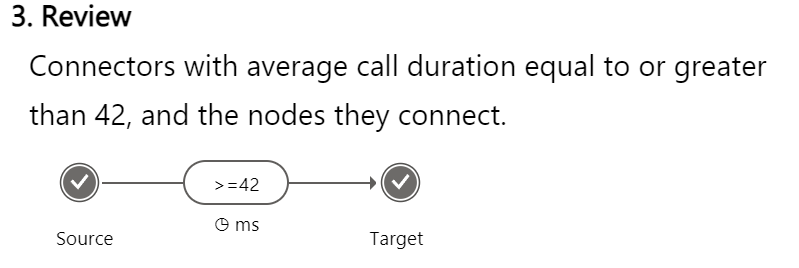 3. Review
Connectors with average call duration equal to or greater
than 42, and the nodes they connect.
>=42
ms
Source
Target